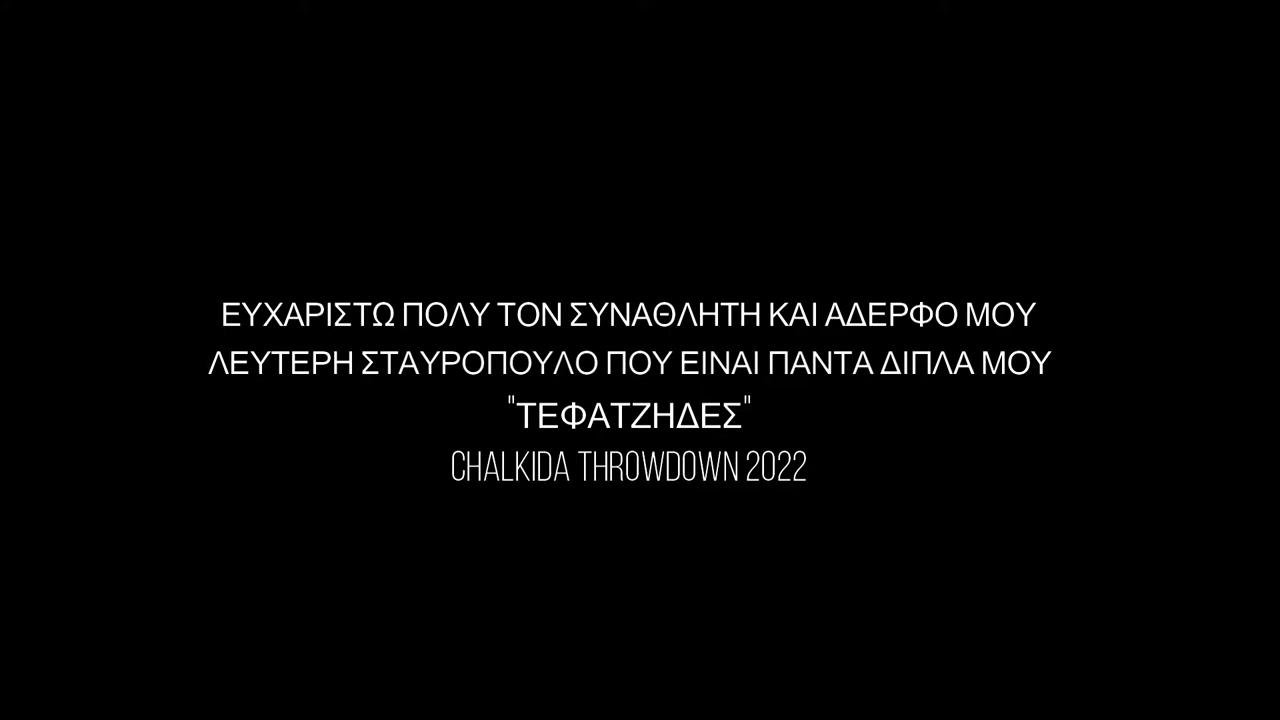 ΕΥΧΑΡΙΣΤΩ ΠΟΛΥ ΤΟΝ ΣΥΝΑΘΛΗΤΗ ΚΑΙ ΑΔΕΡΦΟ ΜΟΥ
ΛΕΥΤΕΡΗ ΣΤΑΥΡΟΠΟΥΛΟ ΠΟΥ ΕΙΝΑΙ ΠΑΝΤΑ ΔΙΠΛΑ ΜΟΥ
"ΤΕΦΑΤΖΗΔΕΣ"
CHALKIDA THROWDOWN 2022